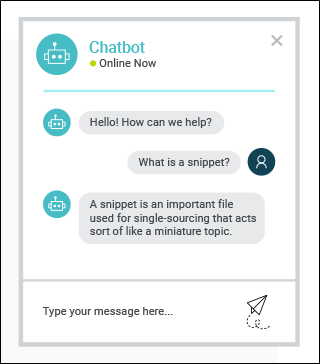 Chatbot
Online Now
Hello! How can we help?
What is a snippet?
A snippet is an important file
used for single-sourcing that acts
sort of like a miniature topic.
Type your message here...